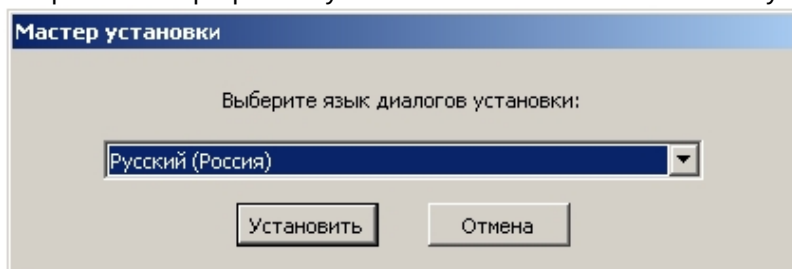 Мастер установки
Выберите язык диалогов установки:
Русский (Россия)
Установить
Отмена